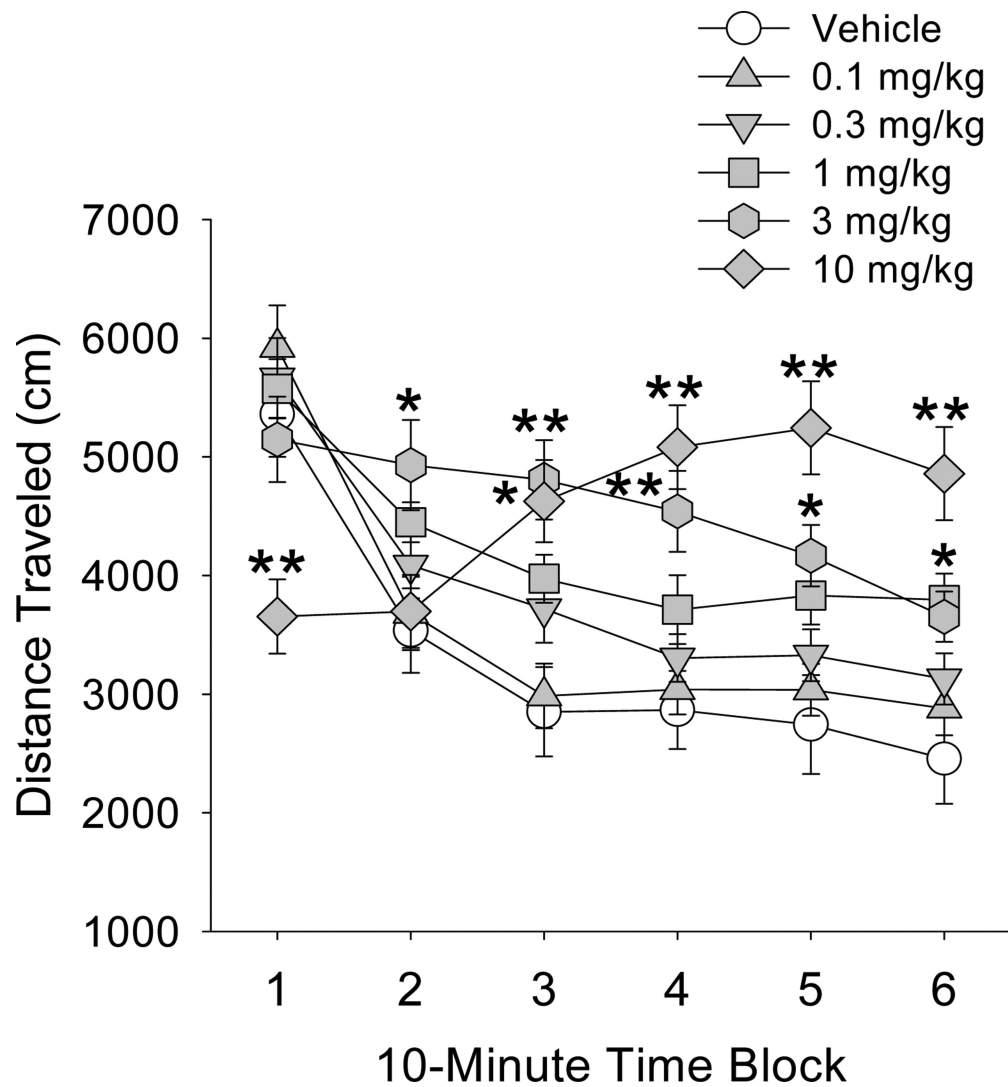 Vehicle
0.1 mg/kg
0.3 mg/kg
1 mg/kg
3 mg/kg
10 mg/kg
7000
6000
5000
4000
3000
2000
1000
Distance Traveled (cm)
*
**
**
**
**
*
**
*
**
*
1 2 3 4 5 6
10-Minute Time Block